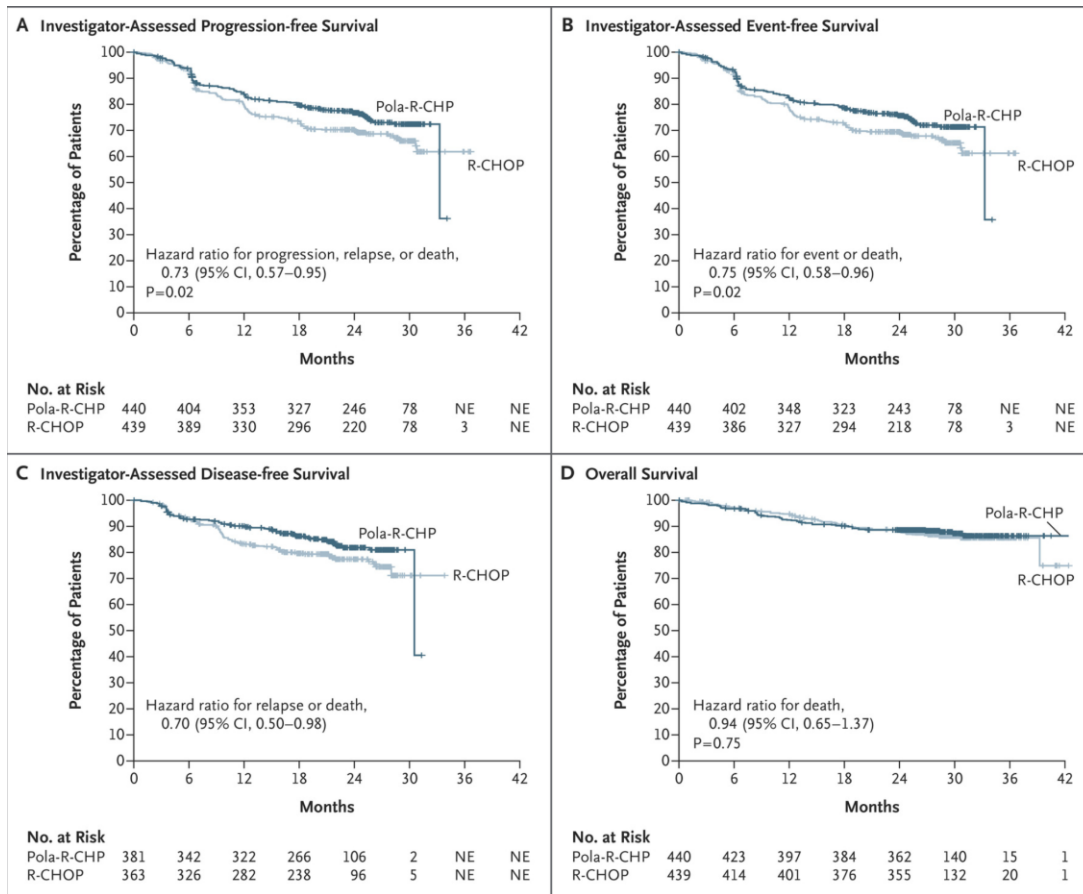 A Investigator-Assessed Progression-free Survival
100
90
80
70
60
50
40
30
20
10
0
Percentage of Patients
Pola-R-CHP
R-CHOP
Hazard ratio for progression, relapse, or death,
0.73 (95% CI, 0.57–0.95)
P=0.02
0 6 12 18 24 30 36 42
Months
No. at Risk
Pola-R-CHP 440 404 353 327 246 78 NE NE
R-CHOP 439 389 330 296 220 78 3 NE
B Investigator-Assessed Event-free Survival
100
90
80
70
60
50
40
30
20
10
0
Percentage of Patients
Pola-R-CHP
R-CHOP
Hazard ratio for event or death,
0.75 (95% CI, 0.58–0.96)
P=0.02
0 6 12 18 24 30 36 42
Months
No. at Risk
Pola-R-CHP 440 402 348 323 243 78 NE NE
R-CHOP 439 386 327 294 218 78 3 NE
C Investigator-Assessed Disease-free Survival
100
90
80
70
60
50
40
30
20
10
0
Percentage of Patients
Pola-R-CHP
R-CHOP
Hazard ratio for relapse or death,
0.70 (95% CI, 0.50–0.98)
0 6 12 18 24 30 36 42
Months
No. at Risk
Pola-R-CHP 381 342 322 266 106 2 NE NE
R-CHOP 363 326 282 238 96 5 NE NE
D Overall Survival
100
90
80
70
60
50
40
30
20
10
0
Percentage of Patients
Pola-R-CHP
R-CHOP
Hazard ratio for death,
0.94 (95% CI, 0.65–1.37)
P=0.75
0 6 12 18 24 30 36 42
Months
No. at Risk
Pola-R-CHP 440 423 397 384 362 140 15 1
R-CHOP 439 414 401 376 355 132 20 1